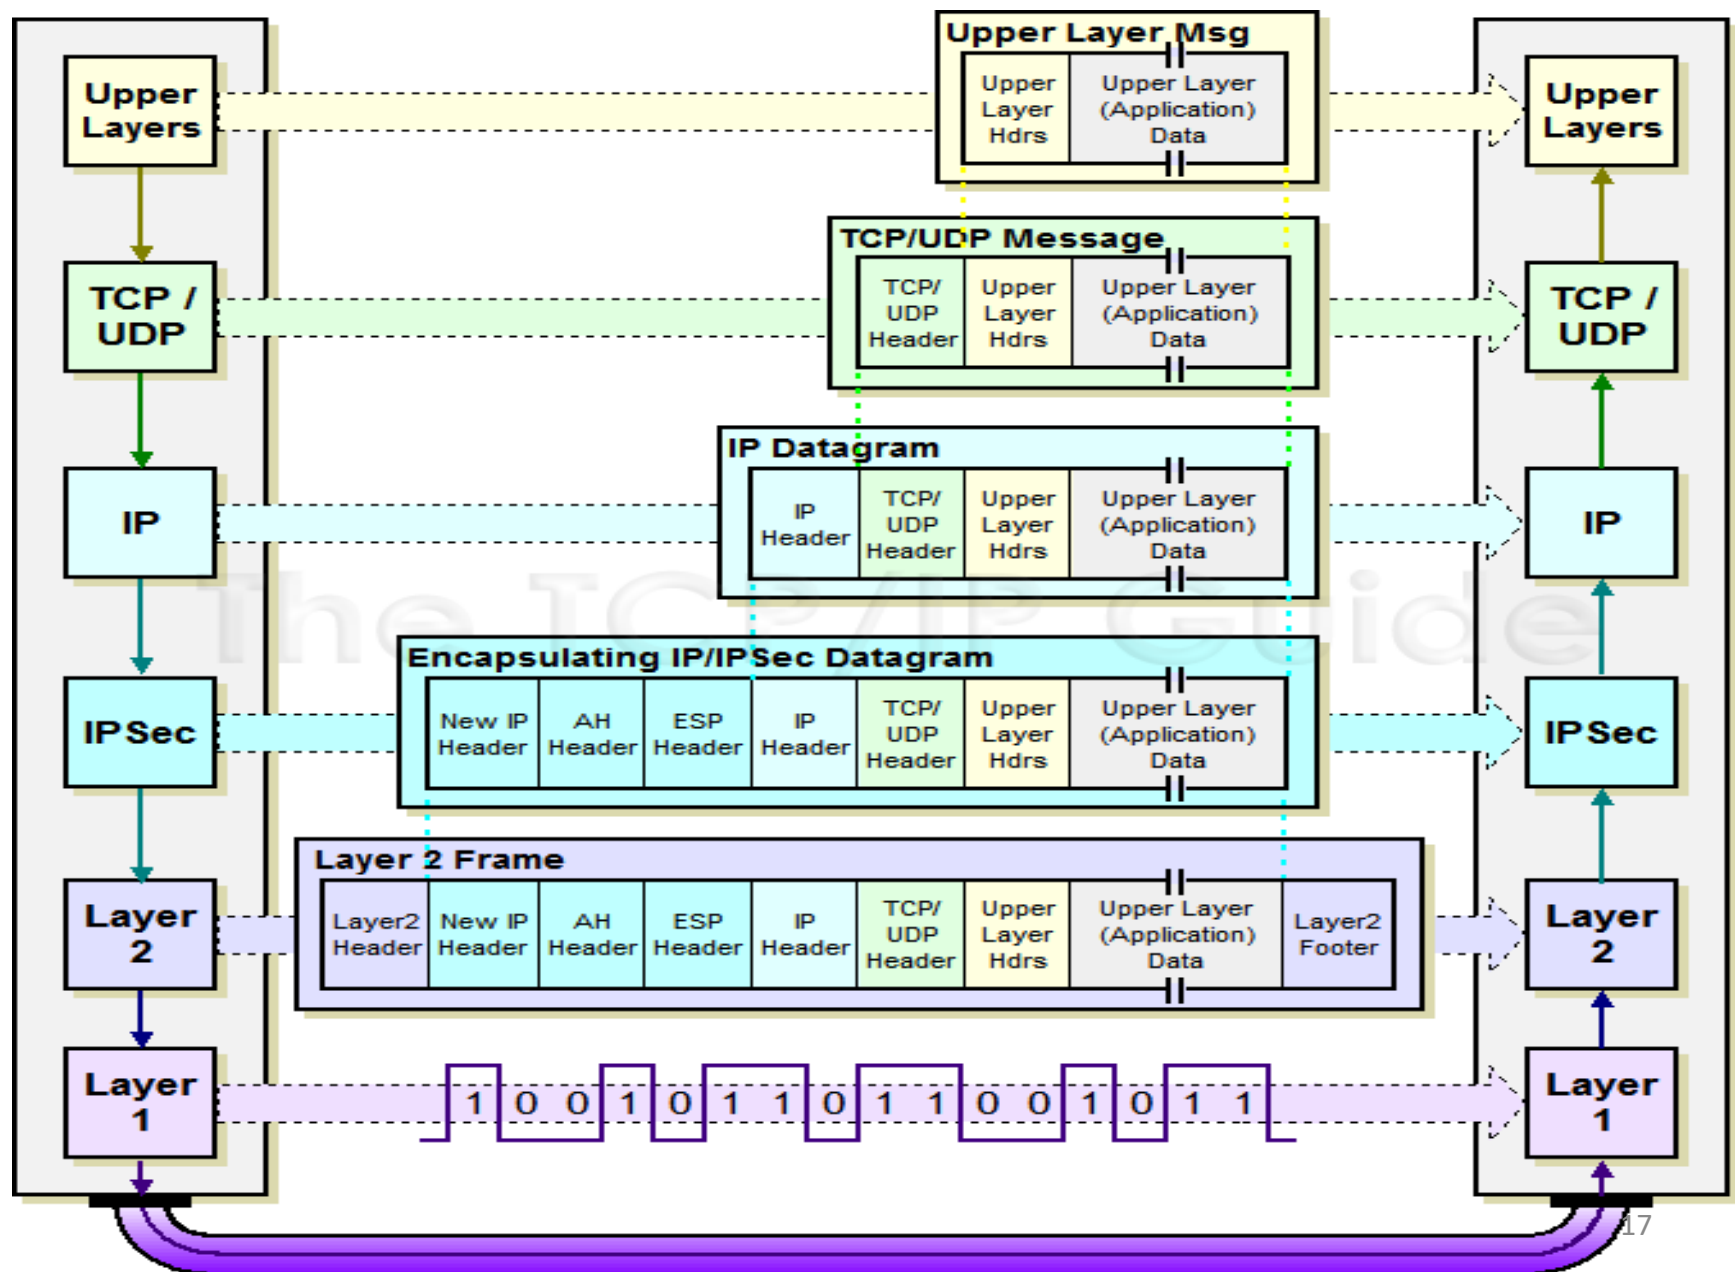 Upper Layer Msg
Upper
Layers
Upper
Layer
Hdrs
Upper Layer
(Application)
Data
Upper
Layers
TCP/UDP Message
TCP /
UDP
TCP/
UDP
Header
Upper
Layer
Hdrs
Upper Layer
(Application)
Data
TCP /
UDP
IP Datagram
IP
IP
Header
TCP/
UDP
Header
Upper
Layer
Hdrs
Upper Layer
(Application)
Data
IP
The TCP/IP Guide
Encapsulating IP/IPSec Datagram
IPSec
New IP
Header
AH
Header
ESP
Header
IP
Header
TCP/
UDP
Header
Upper
Layer
Hdrs
Upper Layer
(Application)
Data
IPSec
Layer 2 Frame
Layer
2
Layer2
Header
New IP
Header
AH
Header
ESP
Header
IP
Header
TCP/
UDP
Header
Upper
Layer
Hdrs
Upper Layer
(Application)
Data
Layer2
Footer
Layer
2
Layer
1
1 0 0 1 0 1 1 0 1 1 0 0 1 0 1 1
Layer
1
17